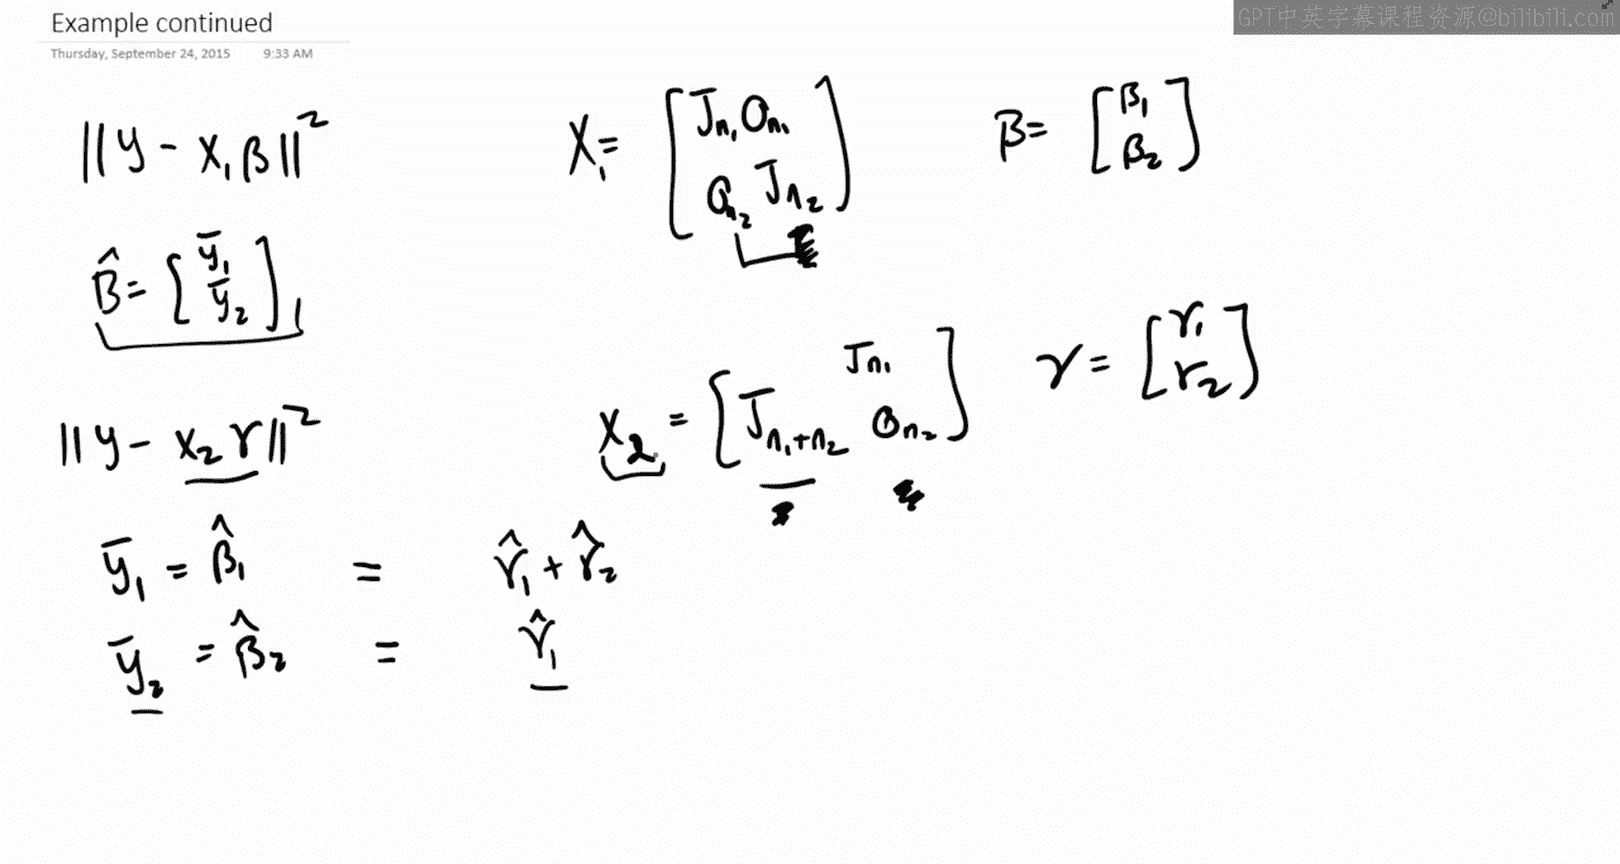 Example continued
Thursday, September 24, 2015 9:33 AM
GPT中英字幕课程资源@bilibili.com
||y - X₁β||²
X₁ = [J_{n₁} 0_{n₁}
0_{n₂} J_{n₂}]
β = [β₁
β₂]
β̂ = [ȳ₁
ȳ₂]
||y - X₂γ||²
X₂ = [J_{n₁+n₂} J_{n₁}
0_{n₂}]
γ = [γ₁
γ₂]
ȳ₁ = β̂₁ = γ̂₁ + γ̂₂
ȳ₂ = β̂₂ = γ̂₁